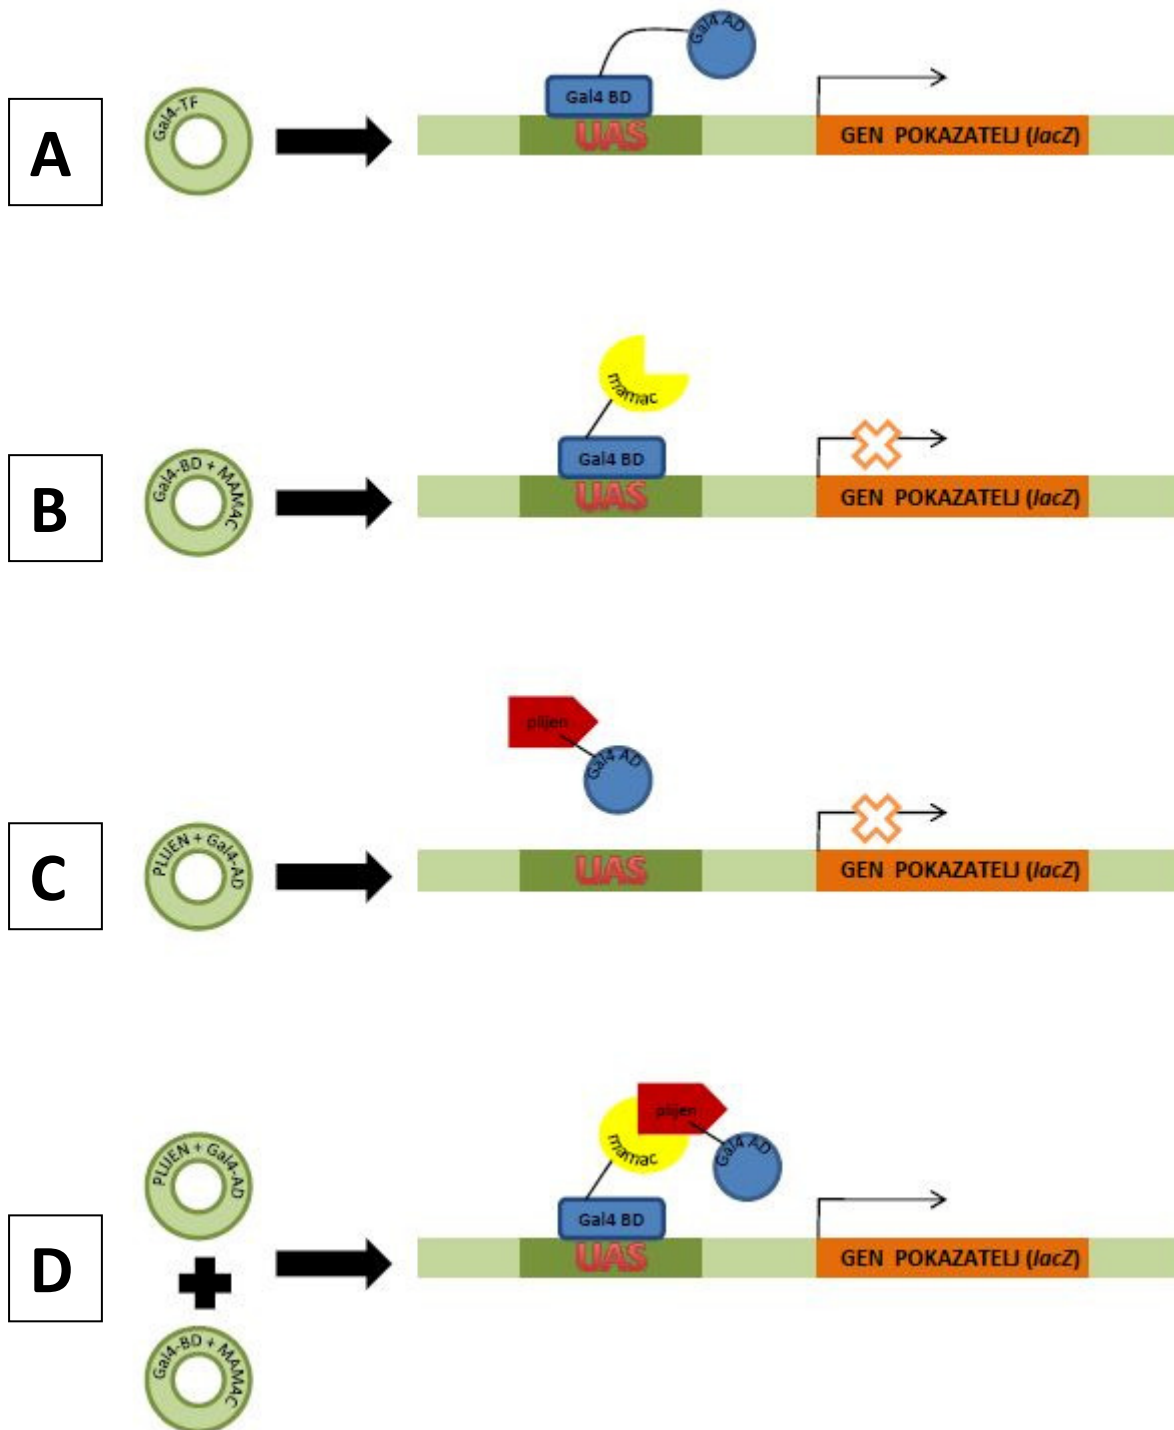 A
Gal4-TF
Gal4 BD
Gal4 AD
UAS
GEN POKAZATELJ (lacZ)
B
Gal4-BD + MAMAC
mamac
Gal4 BD
UAS
GEN POKAZATELJ (lacZ)
C
PLIJEN + Gal4-AD
plijen
Gal4 AD
UAS
GEN POKAZATELJ (lacZ)
D
PLIJEN + Gal4-AD
Gal4-BD + MAMAC
plijen
mamac
Gal4 AD
Gal4 BD
UAS
GEN POKAZATELJ (lacZ)